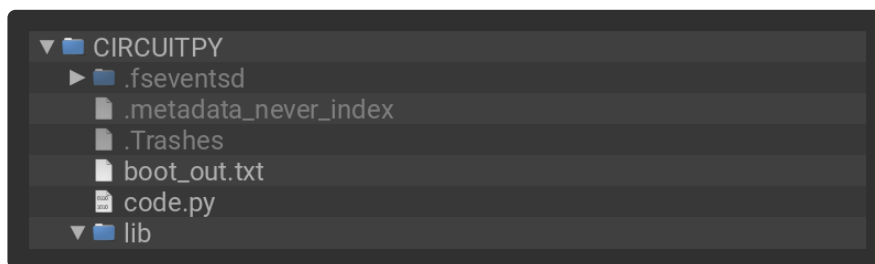 CIRCUITPY
.fseventsd
.metadata_never_index
.Trashes
boot_out.txt
code.py
lib